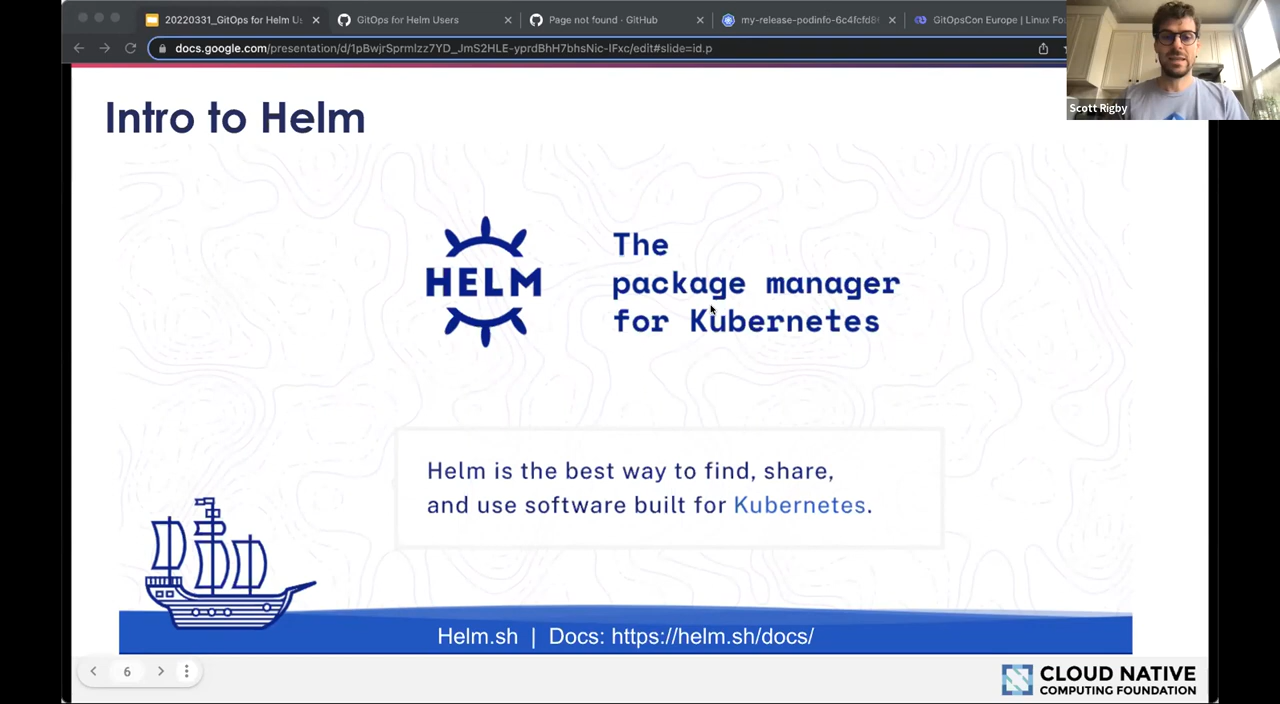 20220331_GitOps for Helm Us
GitOps for Helm Users
Page not found · GitHub
my-release-podinfo-6c4fcfd8
GitOpsCon Europe | Linux Fou
docs.google.com/presentation/d/1pBwjrSprmlzz7YD_JmS2HLE-yprdBhH7bhsNic-IFxc/edit#slide=id.p
Scott Rigby
Intro to Helm
HELM
The
package manager
for Kubernetes
Helm is the best way to find, share,
and use software built for Kubernetes.
Helm.sh | Docs: https://helm.sh/docs/
6
CLOUD NATIVE
COMPUTING FOUNDATION